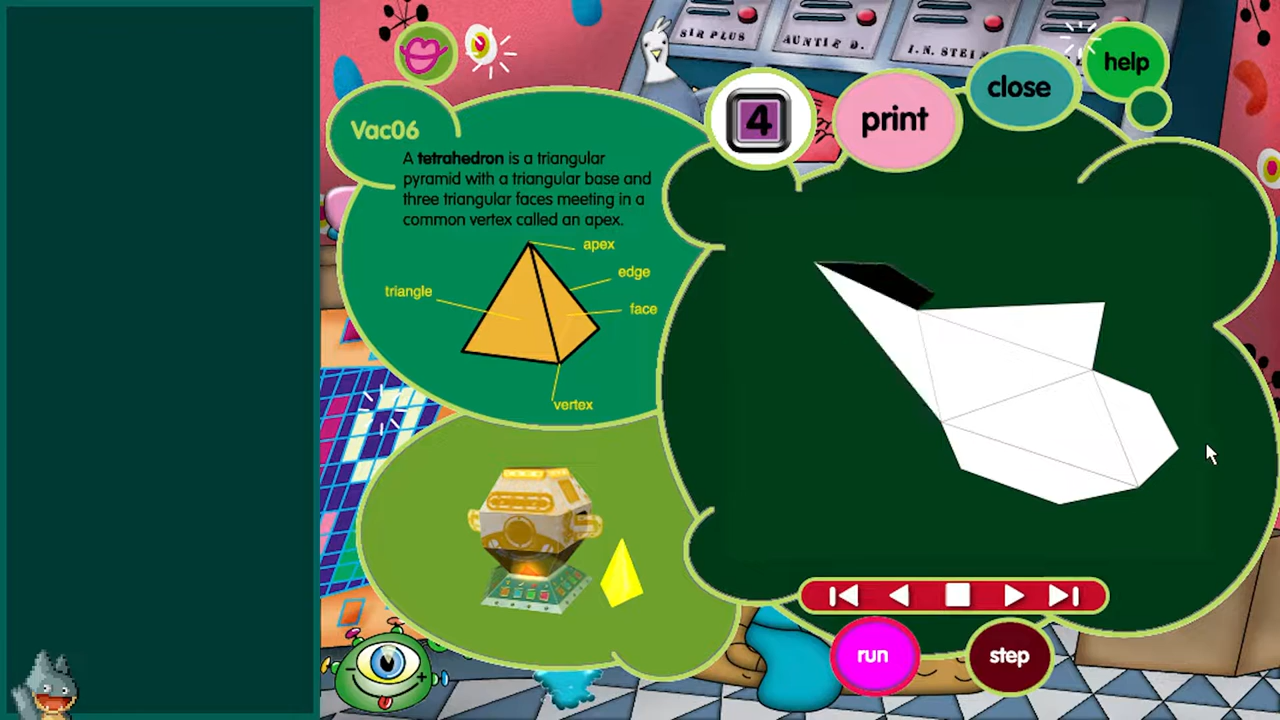 SIR PLUS
AUNTIE D.
I.N. STEIN
help
close
4
print
Vac06
A tetrahedron is a triangular
pyramid with a triangular base and
three triangular faces meeting in a
common vertex called an apex.
apex
edge
triangle
face
vertex
run
step